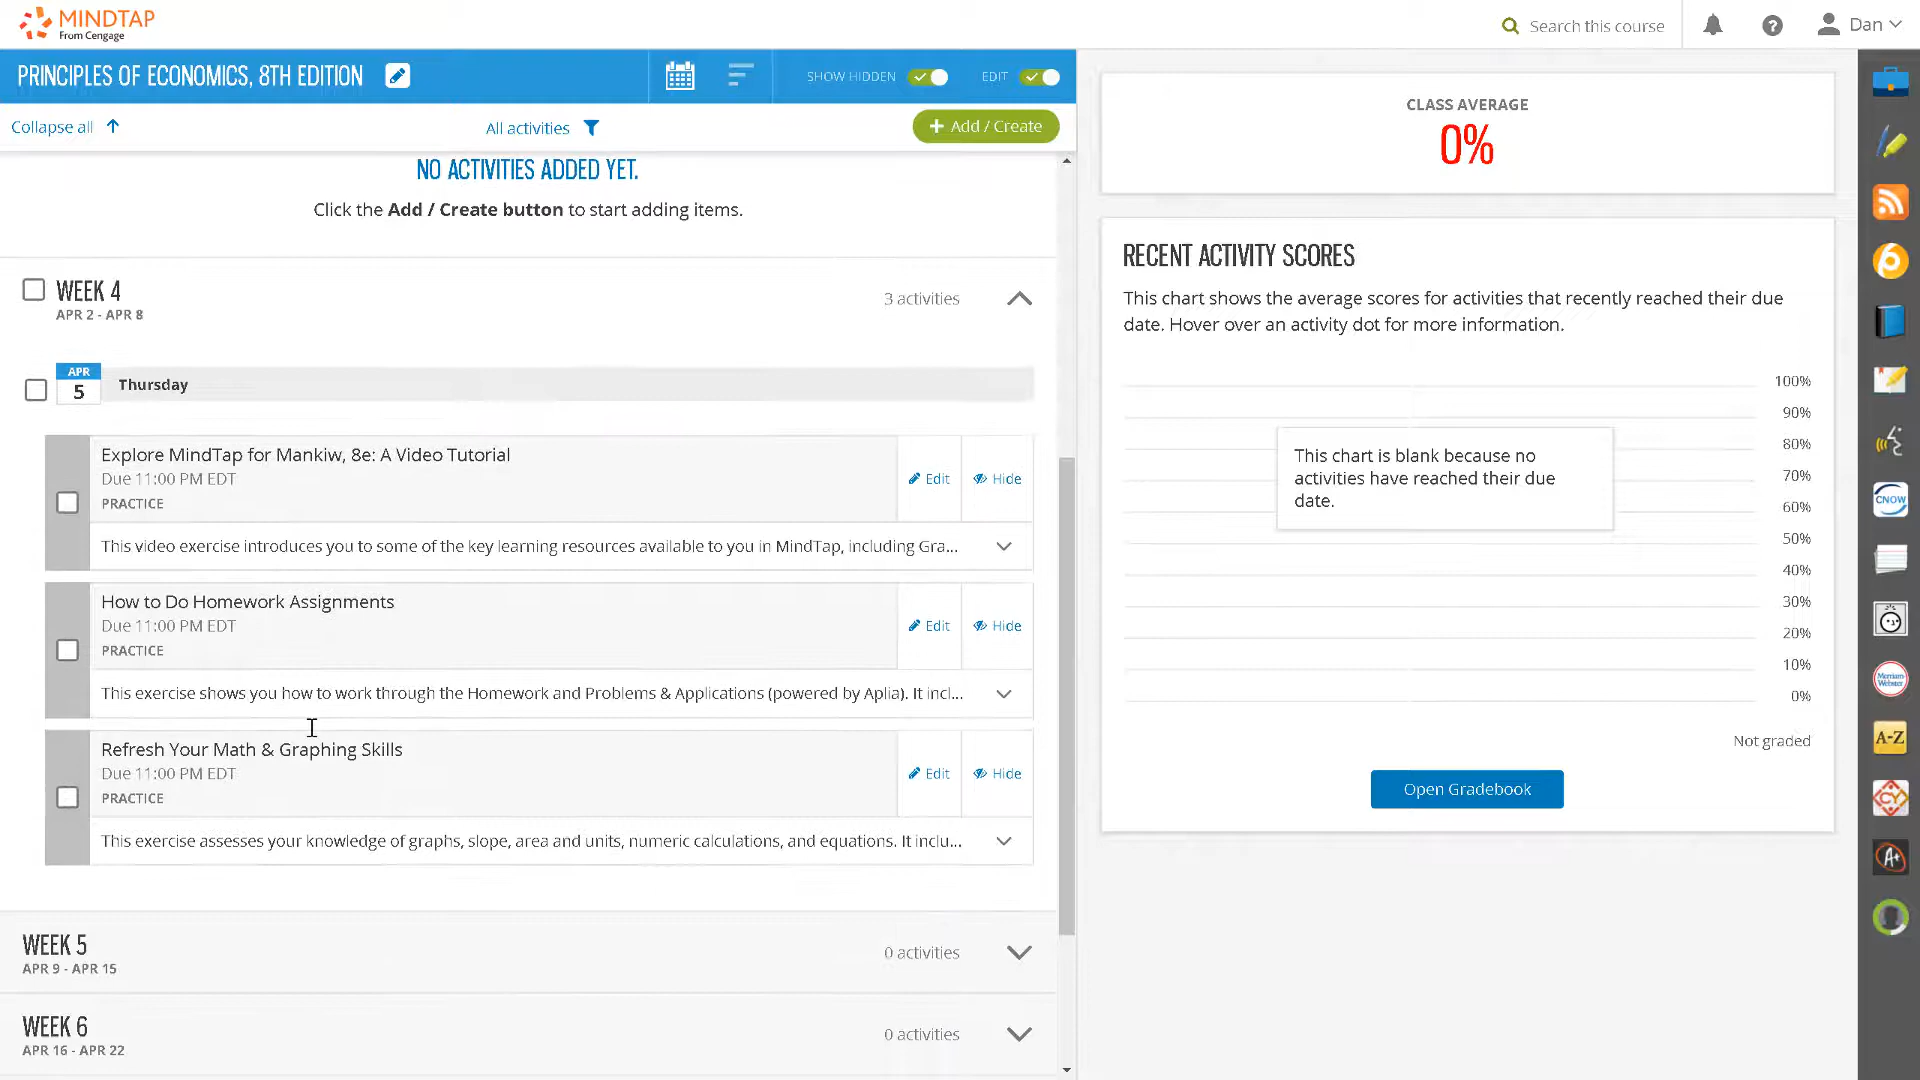 MINDTAP
From Cengage
Search this course
Dan
PRINCIPLES OF ECONOMICS, 8TH EDITION
SHOW HIDDEN
EDIT
Collapse all
All activities
+ Add / Create
NO ACTIVITIES ADDED YET.
Click the Add / Create button to start adding items.
WEEK 4
APR 2 - APR 8
3 activities
APR
5
Thursday
Explore MindTap for Mankiw, 8e: A Video Tutorial
Due 11:00 PM EDT
PRACTICE
Edit
Hide
This video exercise introduces you to some of the key learning resources available to you in MindTap, including Gra...
How to Do Homework Assignments
Due 11:00 PM EDT
PRACTICE
Edit
Hide
This exercise shows you how to work through the Homework and Problems & Applications (powered by Aplia). It incl...
Refresh Your Math & Graphing Skills
Due 11:00 PM EDT
PRACTICE
Edit
Hide
This exercise assesses your knowledge of graphs, slope, area and units, numeric calculations, and equations. It inclu...
WEEK 5
APR 9 - APR 15
0 activities
WEEK 6
APR 16 - APR 22
0 activities
CLASS AVERAGE
0%
RECENT ACTIVITY SCORES
This chart shows the average scores for activities that recently reached their due
date. Hover over an activity dot for more information.
100%
90%
80%
70%
60%
50%
40%
30%
20%
10%
0%
This chart is blank because no
activities have reached their due
date.
Not graded
Open Gradebook
CNOW
Merriam-
Webster
A-Z
CY
A+